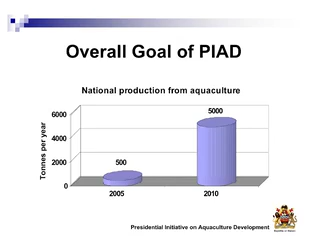 Overall Goal of PIAD
National production from aquaculture
Tonnes per year
6000
4000
2000
0
500
5000
2005
2010
Presidential Initiative on Aquaculture Development